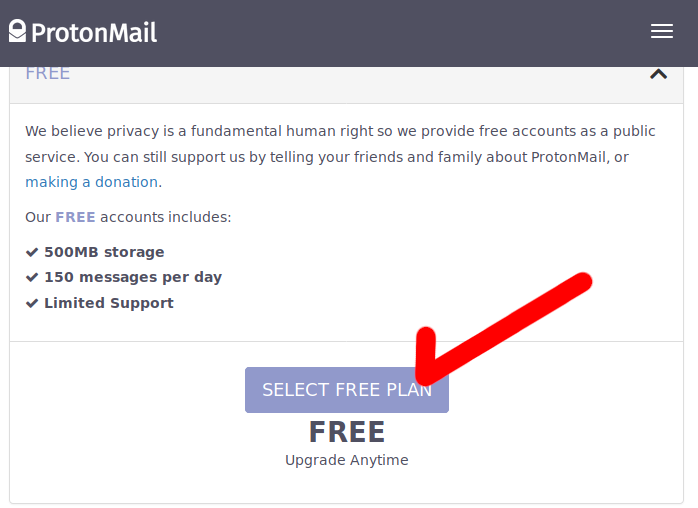 ProtonMail
FREE
We believe privacy is a fundamental human right so we provide free accounts as a public
service. You can still support us by telling your friends and family about ProtonMail, or
making a donation.
Our FREE accounts includes:
500MB storage
150 messages per day
Limited Support
SELECT FREE PLAN
FREE
Upgrade Anytime